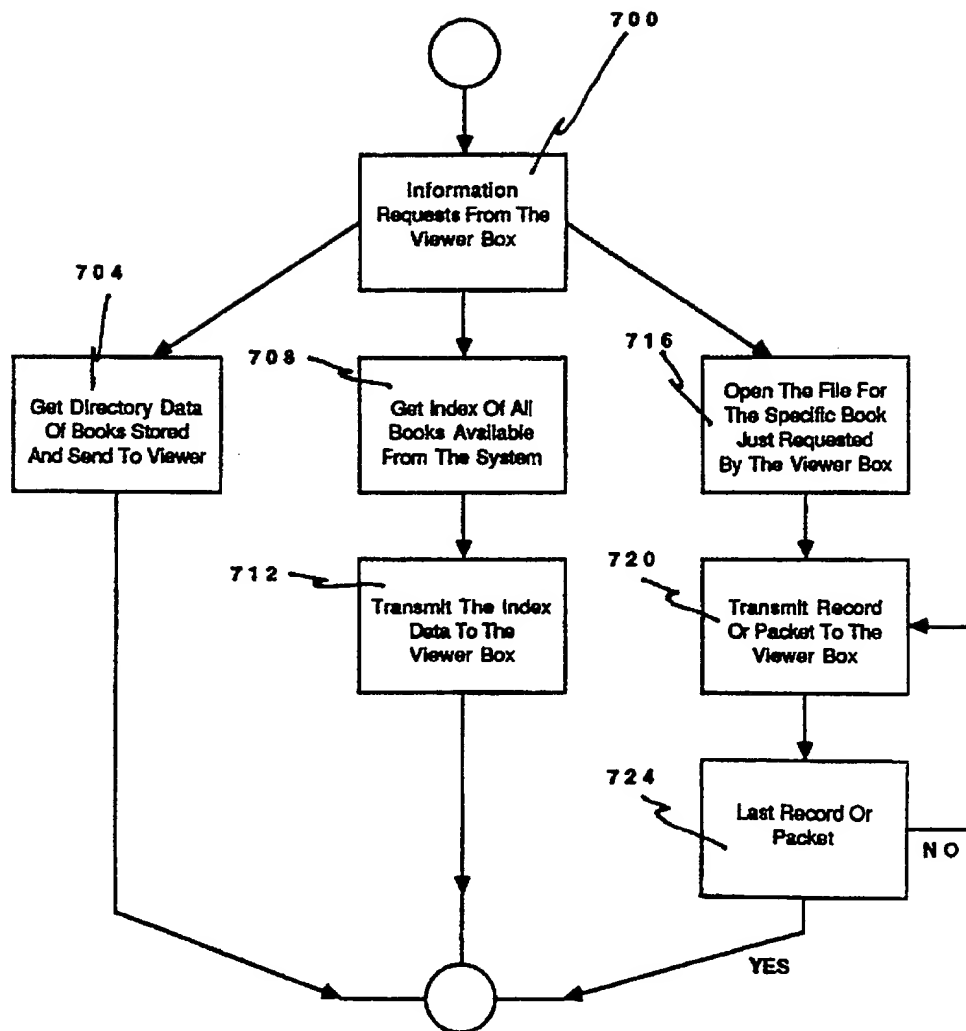 700
Information
Requests From The
Viewer Box
704
Get Directory Data
Of Books Stored
And Send To Viewer
708
Get Index Of All
Books Available
From The System
716
Open The File For
The Specific Book
Just Requested
By The Viewer Box
712
Transmit The Index
Data To The
Viewer Box
720
Transmit Record
Or Packet To The
Viewer Box
724
Last Record Or
Packet
NO
YES